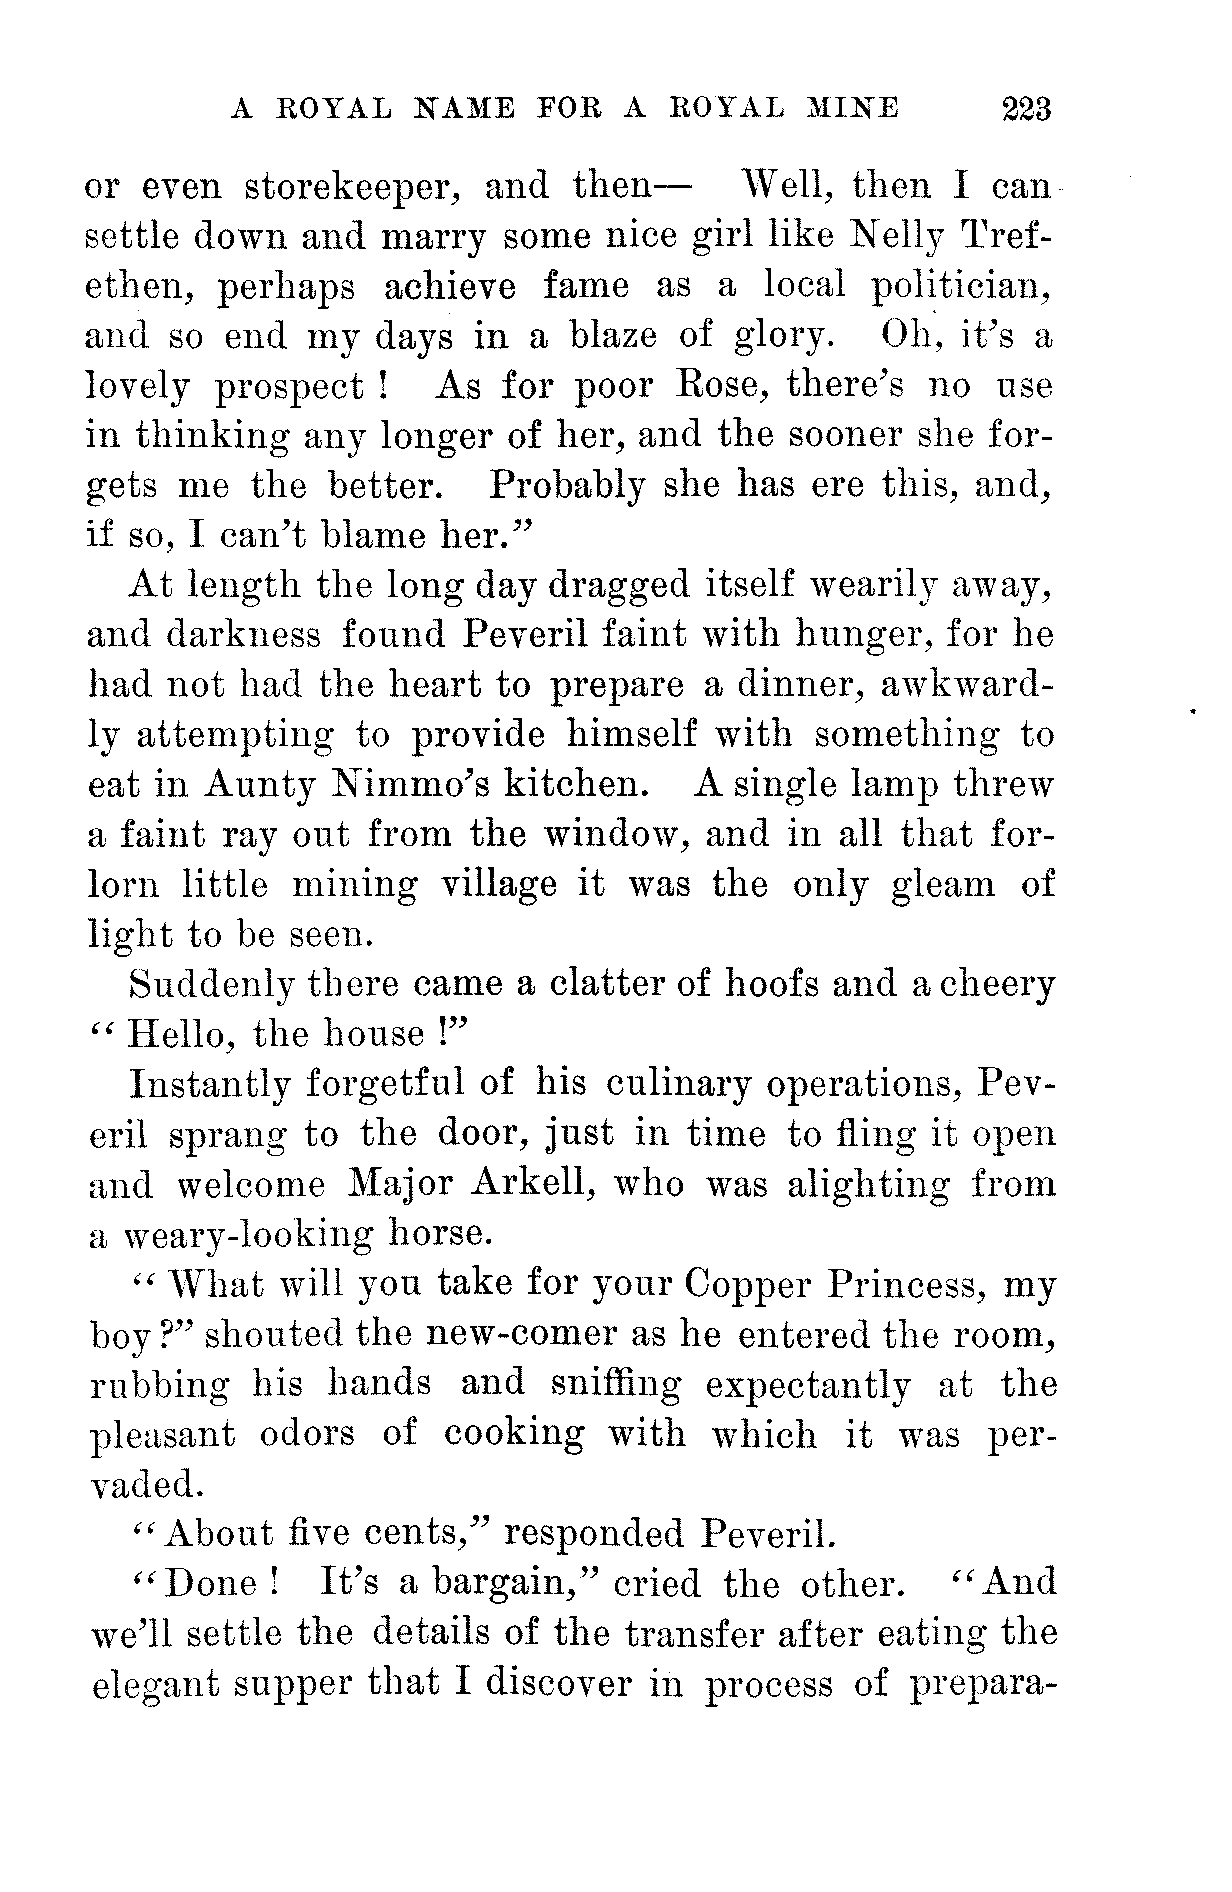 A ROYAL NAME FOR A ROYAL MINE 223
or even storekeeper, and then— Well, then I can
settle down and marry some nice girl like Nelly Tref-
ethen, perhaps achieve fame as a local politician,
and so end my days in a blaze of glory. Oh, it's a
lovely prospect ! As for poor Rose, there's no use
in thinking any longer of her, and the sooner she for-
gets me the better. Probably she has ere this, and,
if so, I can't blame her.”
At length the long day dragged itself wearily away,
and darkness found Peveril faint with hunger, for he
had not had the heart to prepare a dinner, awkward-
ly attempting to provide himself with something to
eat in Aunty Nimmo's kitchen. A single lamp threw
a faint ray out from the window, and in all that for-
lorn little mining village it was the only gleam of
light to be seen.
Suddenly there came a clatter of hoofs and a cheery
“ Hello, the house !”
Instantly forgetful of his culinary operations, Pev-
eril sprang to the door, just in time to fling it open
and welcome Major Arkell, who was alighting from
a weary-looking horse.
“ What will you take for your Copper Princess, my
boy ?” shouted the new-comer as he entered the room,
rubbing his hands and sniffing expectantly at the
pleasant odors of cooking with which it was per-
vaded.
“ About five cents,” responded Peveril.
“ Done ! It's a bargain,” cried the other. “ And
we'll settle the details of the transfer after eating the
elegant supper that I discover in process of prepara-